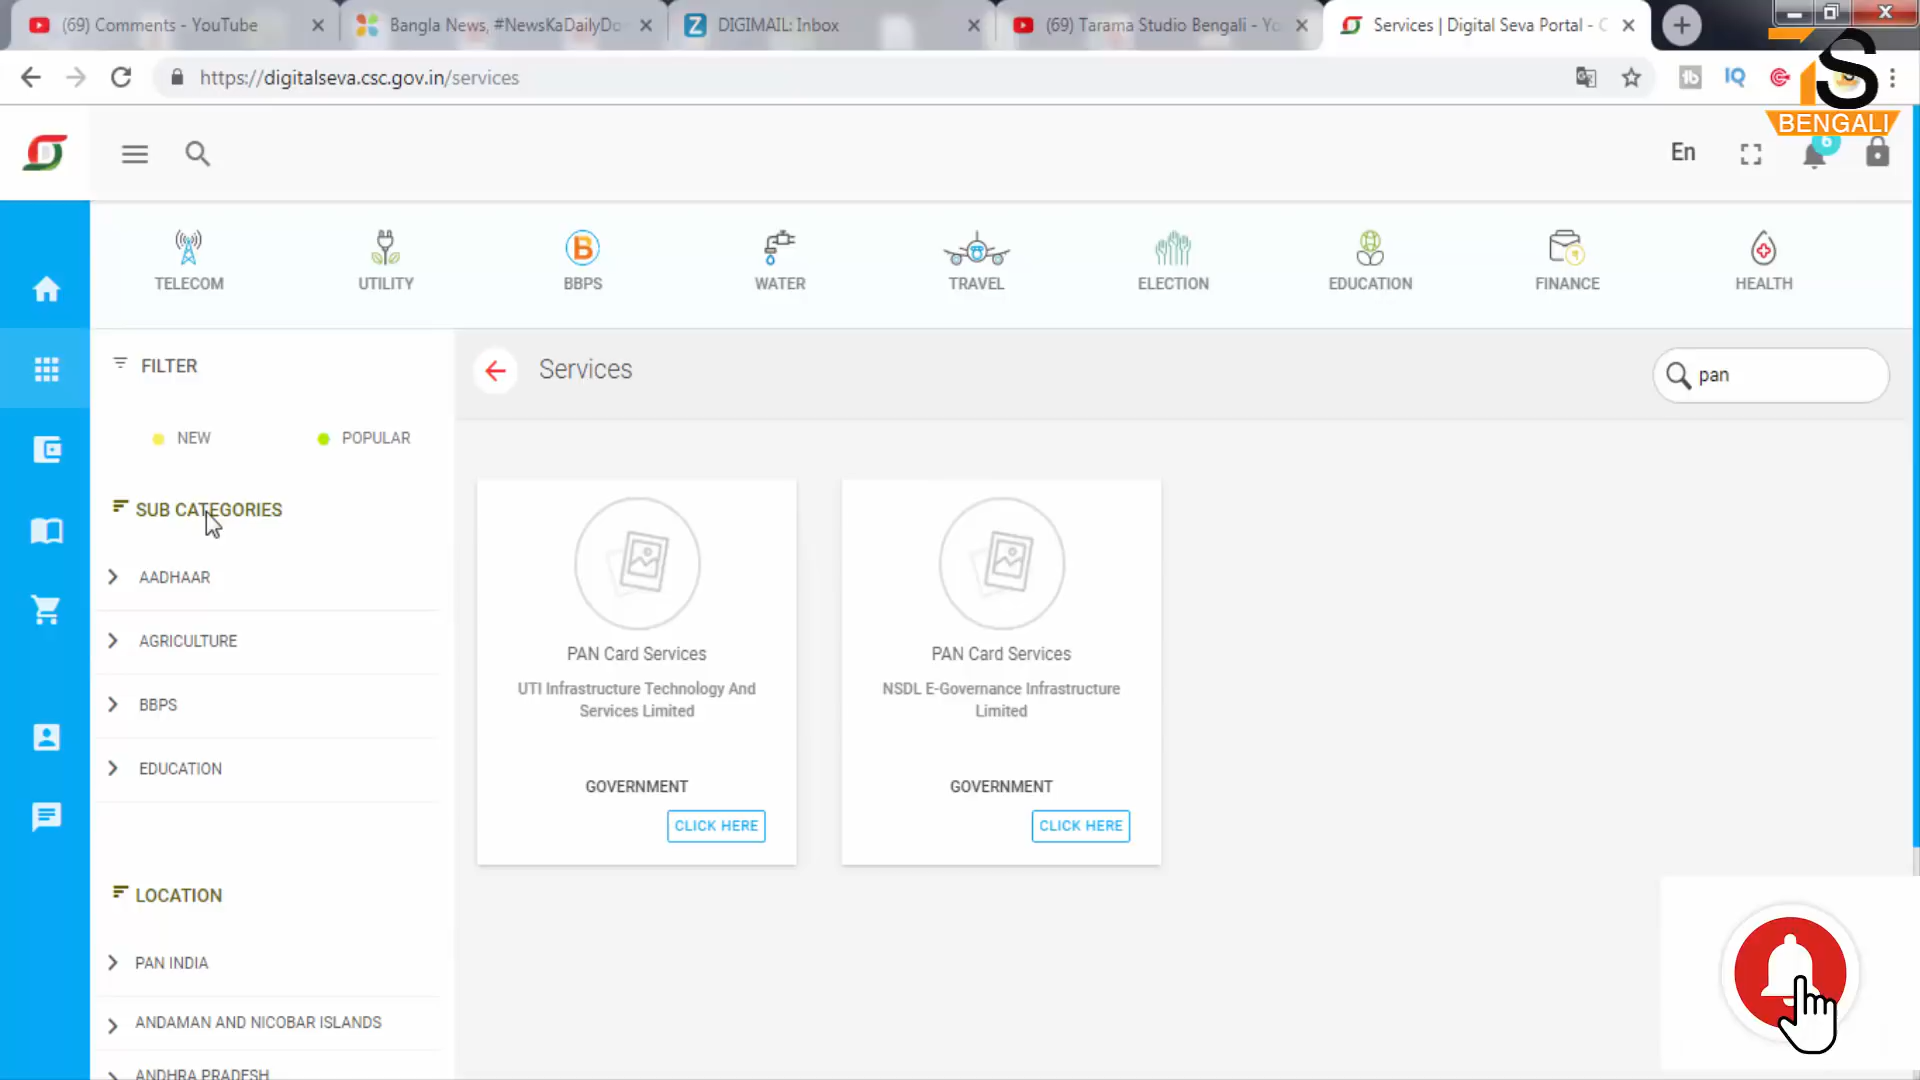 (69) Comments - YouTube
Bangla News, #NewsKaDailyDo
DIGIMAIL: Inbox
(69) Tarama Studio Bengali - Yo
Services | Digital Seva Portal - C
https://digitalseva.csc.gov.in/services
IQ
S
BENGALI
En
6
TELECOM
UTILITY
BBPS
WATER
TRAVEL
ELECTION
EDUCATION
FINANCE
HEALTH
FILTER
Services
pan
NEW
POPULAR
SUB CATEGORIES
AADHAAR
AGRICULTURE
BBPS
EDUCATION
PAN Card Services
UTI Infrastructure Technology And
Services Limited
GOVERNMENT
CLICK HERE
PAN Card Services
NSDL E-Governance Infrastructure
Limited
GOVERNMENT
CLICK HERE
LOCATION
PAN INDIA
ANDAMAN AND NICOBAR ISLANDS
ANDHRA PRADESH